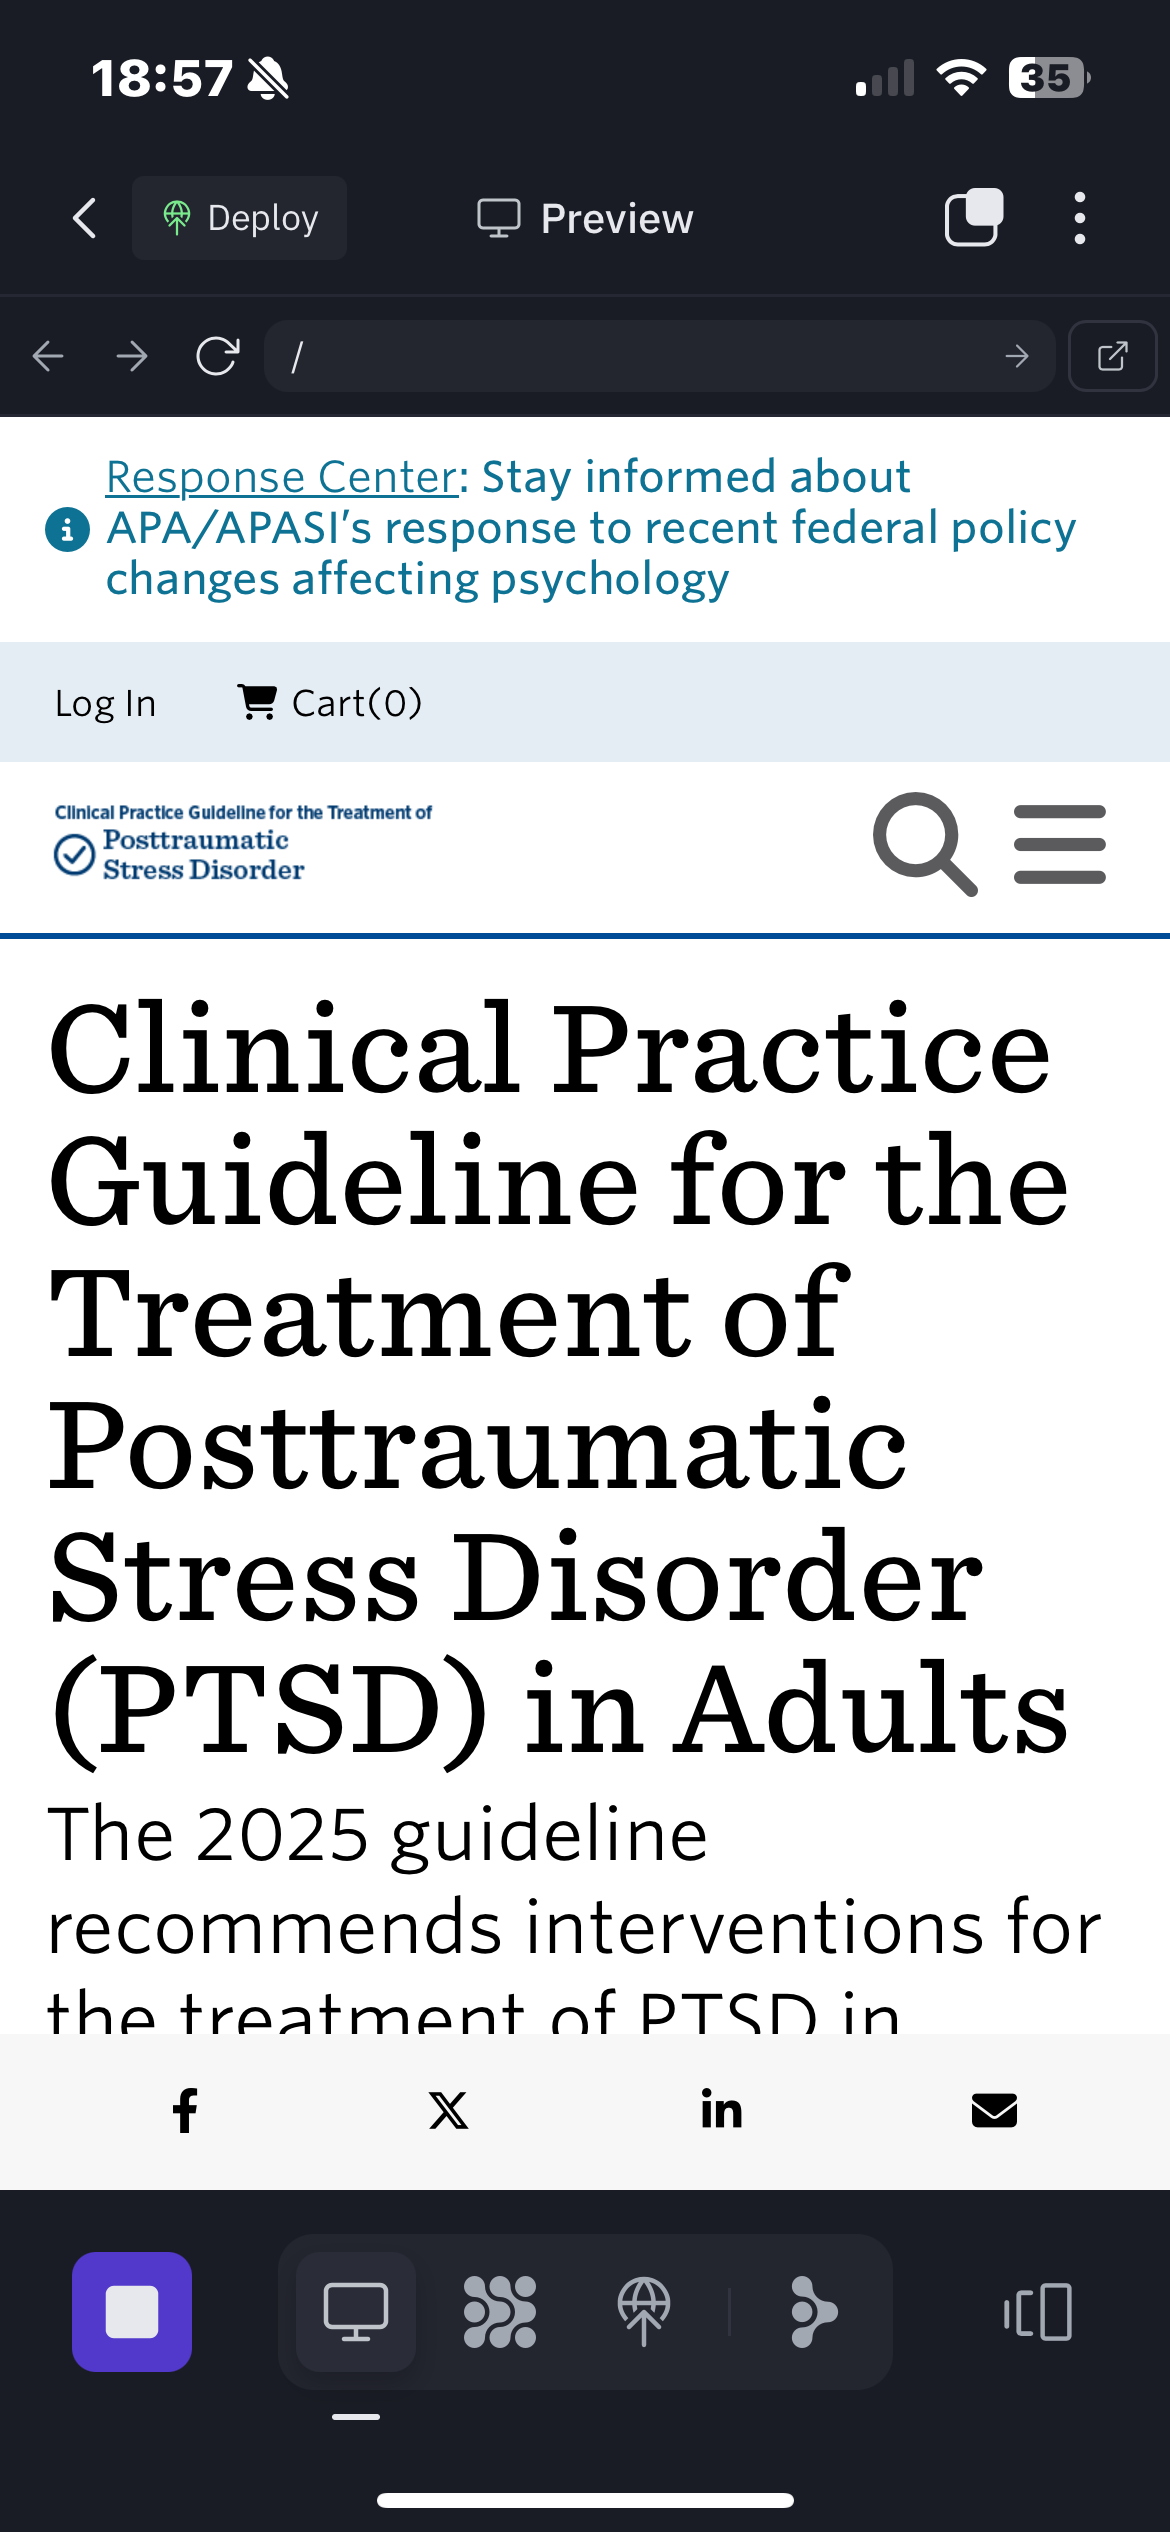 18:57
35
Deploy
Preview
/
Response Center: Stay informed about
APA/APASI’s response to recent federal policy
changes affecting psychology
Log In
Cart(0)
Clinical Practice Guideline for the Treatment of
Posttraumatic
Stress Disorder
Clinical Practice
Guideline for the
Treatment of
Posttraumatic
Stress Disorder
(PTSD) in Adults
The 2025 guideline
recommends interventions for
the treatment of PTSD in